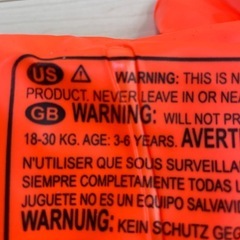 US WARNING: THIS IS N
PRODUCT. NEVER LEAVE IN OR NEA
GB WARNING: WILL NOT PR
18-30 KG. AGE: 3-6 YEARS. AVERT
N'UTILISER QUE SOUS SURVEILLA
SIEMPRE COMPLETAMENTE TODAS L
JUGUETE NO ES UN EQUIPO SALVAVID
WARNUNG: KEIN SCHUTZ GEG